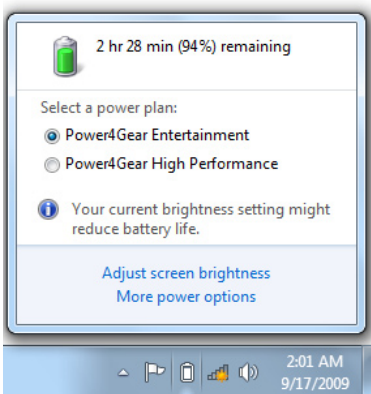 2 hr 28 min (94%) remaining
Select a power plan:
Power4Gear Entertainment
Power4Gear High Performance
Your current brightness setting might
reduce battery life.
Adjust screen brightness
More power options
2:01 AM
9/17/2009